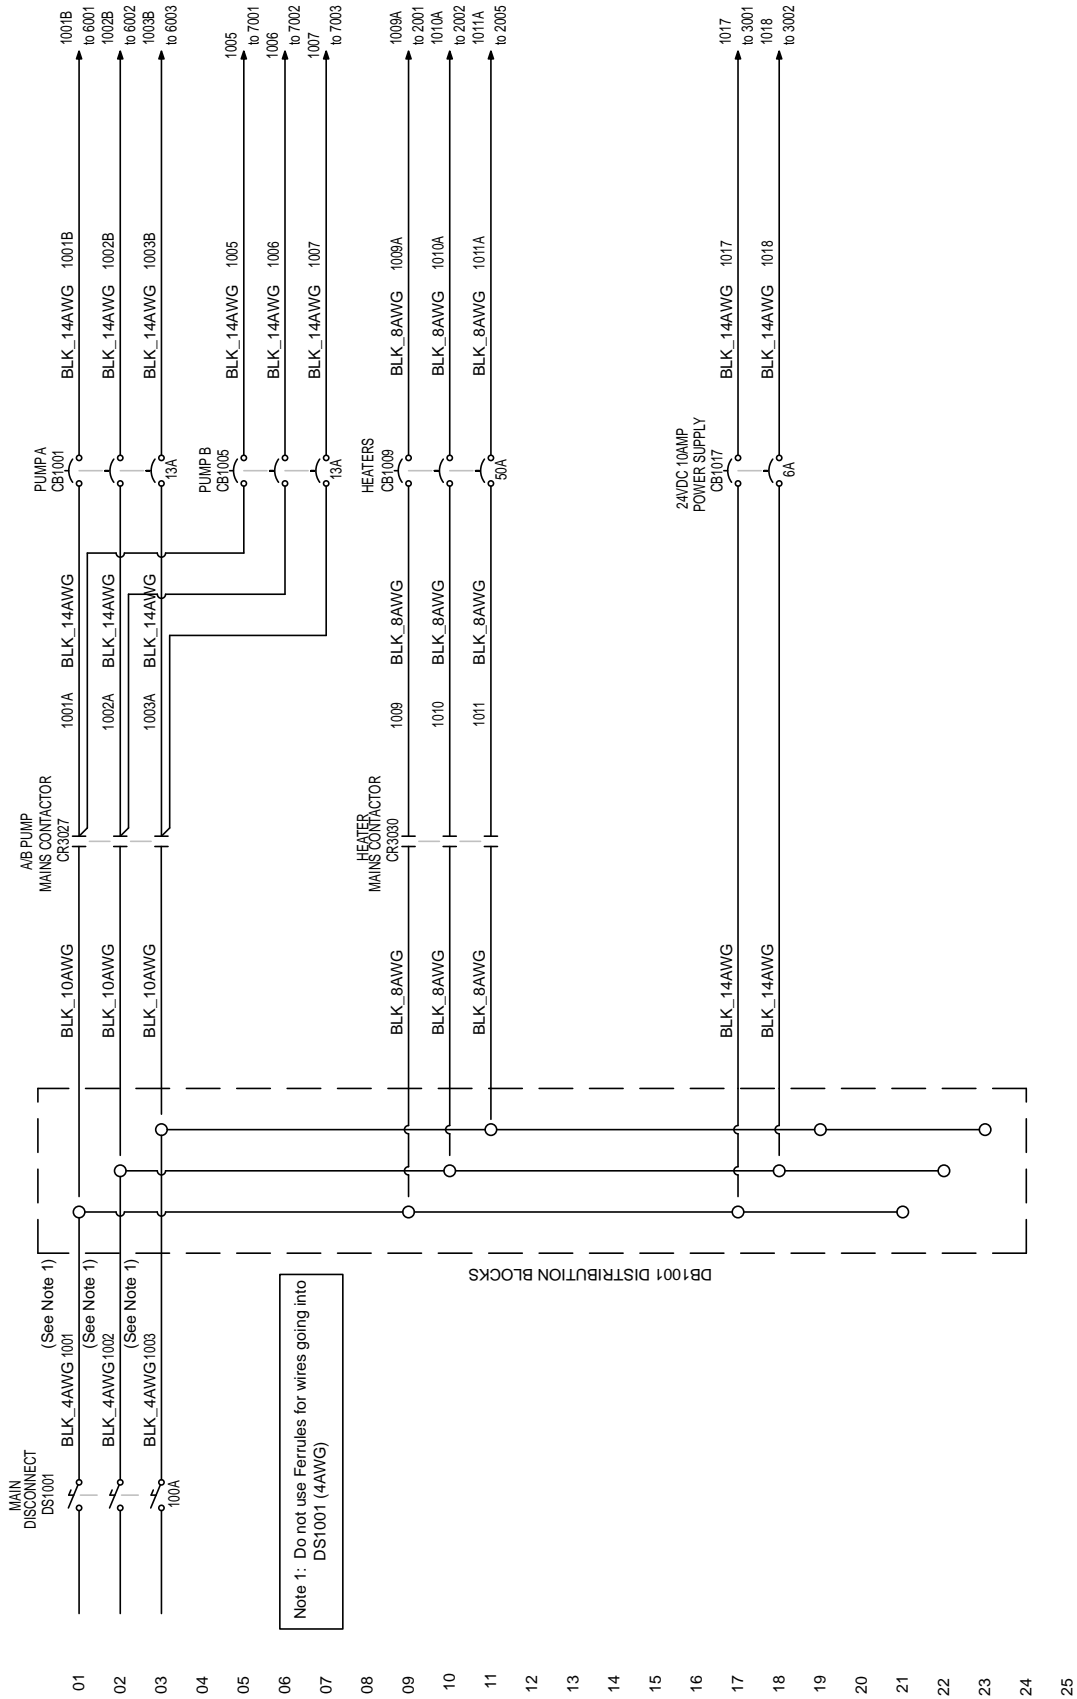 MAIN
DISCONNECT
DS1001
100A
BLK_4AWG 1001
(See Note 1)
BLK_4AWG 1002
(See Note 1)
BLK_4AWG 1003
(See Note 1)
Note 1: Do not use Ferrules for wires going into
DS1001 (4AWG)
DB1001 DISTRIBUTION BLOCKS
BLK_10AWG
BLK_10AWG
BLK_10AWG
A/B PUMP
MAINS CONTACTOR
CR3027
1001A BLK_14AWG
1002A BLK_14AWG
1003A BLK_14AWG
PUMP A
CB1001
13A
BLK_14AWG 1001B
BLK_14AWG 1002B
BLK_14AWG 1003B
1001B
to 6001
1002B
to 6002
1003B
to 6003
PUMP B
CB1005
13A
BLK_14AWG 1005
BLK_14AWG 1006
BLK_14AWG 1007
1005
to 7001
1006
to 7002
1007
to 7003
BLK_8AWG
BLK_8AWG
BLK_8AWG
HEATER
MAINS CONTACTOR
CR3030
1009 BLK_8AWG
1010 BLK_8AWG
1011 BLK_8AWG
HEATERS
CB1009
50A
BLK_8AWG 1009A
BLK_8AWG 1010A
BLK_8AWG 1011A
1009A
to 2001
1010A
to 2002
1011A
to 2005
BLK_14AWG
BLK_14AWG
24VDC 10AMP
POWER SUPPLY
CB1017
6A
BLK_14AWG 1017
BLK_14AWG 1018
1017
to 3001
1018
to 3002
01
02
03
04
05
06
07
08
09
10
11
12
13
14
15
16
17
18
19
20
21
22
23
24
25